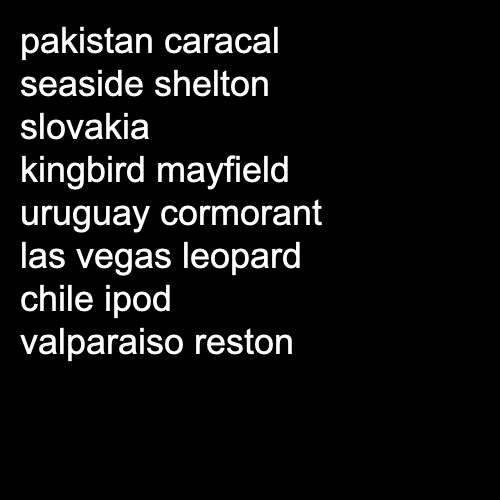 pakistan caracal
seaside shelton
slovakia
kingbird mayfield
uruguay cormorant
las vegas leopard
chile ipod
valparaiso reston